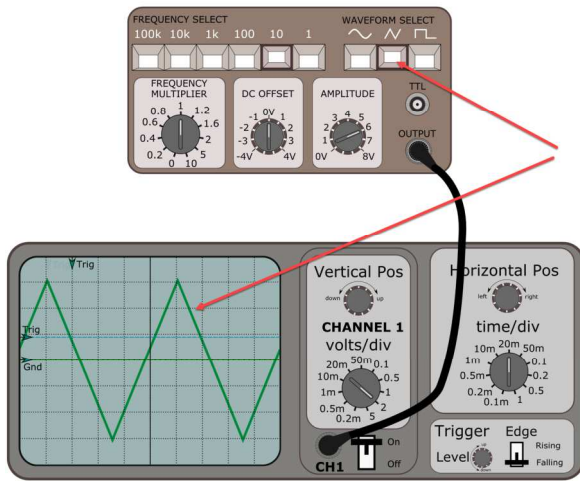 FREQUENCY SELECT
100k 10k 1k 100 10 1
WAVEFORM SELECT
FREQUENCY
MULTIPLIER
0.8 1 1.2
0.6 1.6
0.4 2
0.2 5
0 10
DC OFFSET
0V
-1 1
-2 2
-3 3
-4V 4V
AMPLITUDE
3 4 5
2 6
1 7
0V 8V
TTL
OUTPUT
Trig
Trig
Gnd
Vertical Pos
down up
CHANNEL 1
volts/div
20m 50m 0.1
10m 0.5
1m 1
0.5m 2
0.2m 5
CH1
On
Off
Horizontal Pos
left right
time/div
10m 20m 50m
1m 0.1
0.5m 0.2
0.2m 0.5
0.1m 1
Trigger
Level
up
down
Edge
Rising
Falling